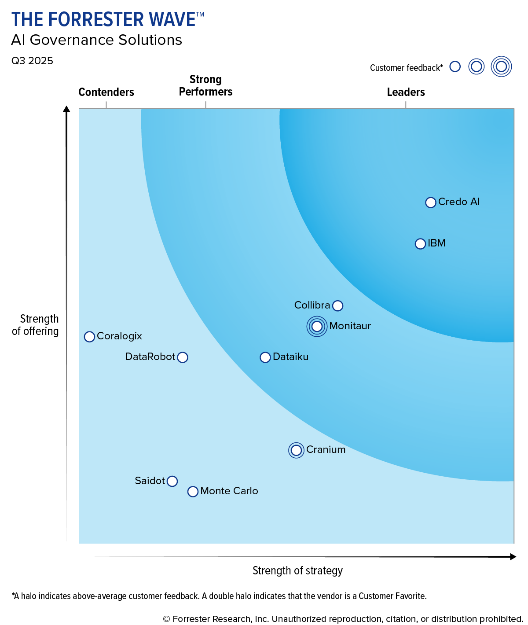 THE FORRESTER WAVE™
AI Governance Solutions
Q3 2025
Customer feedback*
Contenders
Strong
Performers
Leaders
Credo AI
IBM
Collibra
Monitaur
Strength
of offering
Coralogix
DataRobot
Dataiku
Cranium
Saidot
Monte Carlo
Strength of strategy
*A halo indicates above-average customer feedback. A double halo indicates that the vendor is a Customer Favorite.
© Forrester Research, Inc. Unauthorized reproduction, citation, or distribution prohibited.